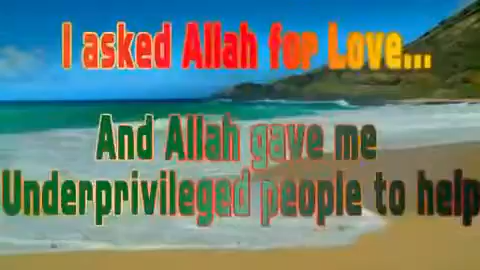 I asked Allah for Love...
And Allah gave me
Underprivileged people to help